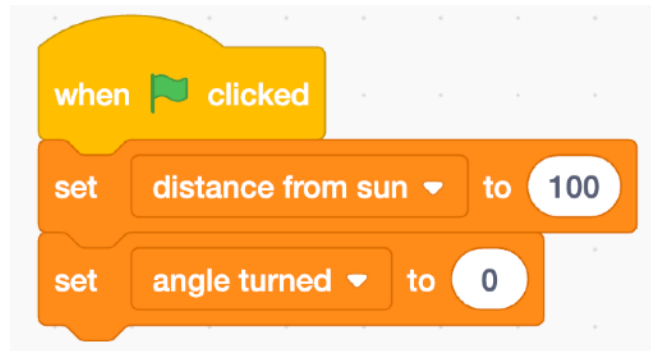 when clicked
set distance from sun to 100
set angle turned to 0